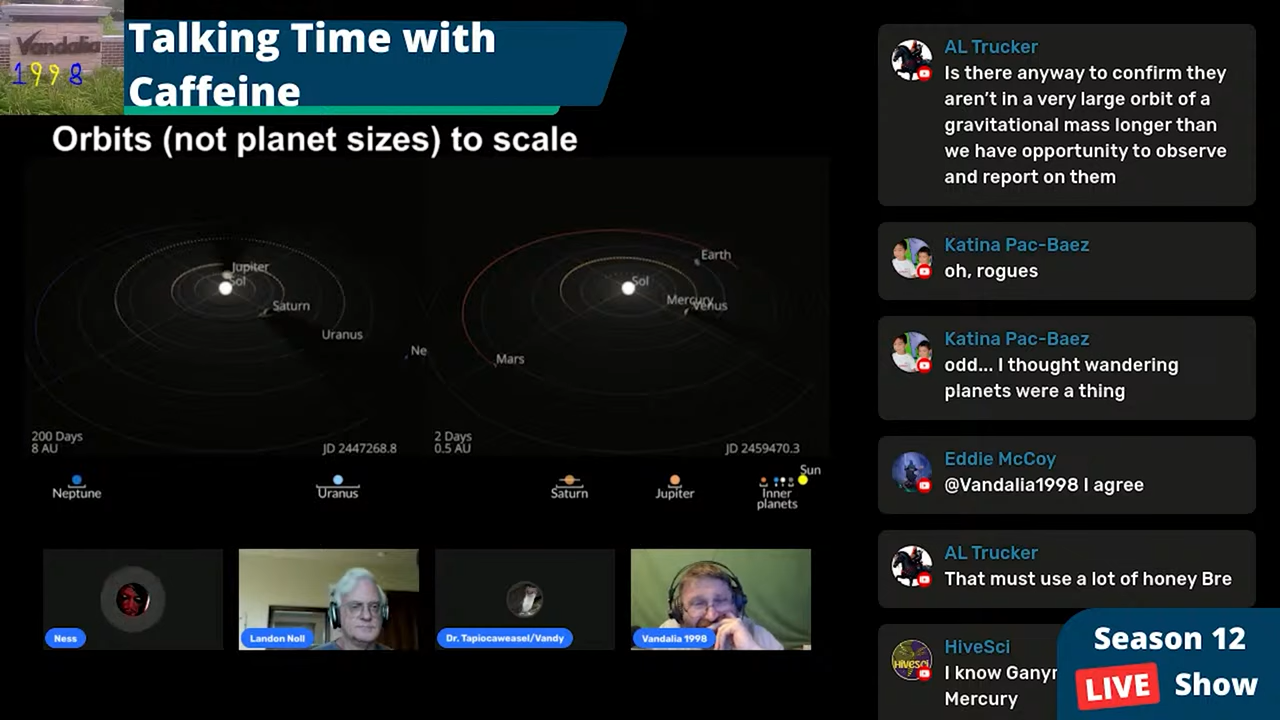 Vandalia
1998
Talking Time with
Caffeine
Orbits (not planet sizes) to scale
Jupiter
Sol
Saturn
Uranus
Ne
200 Days
8 AU
JD 2447268.8
Earth
Sol
Mercury
Venus
Mars
2 Days
0.5 AU
JD 2459470.3
Neptune
Uranus
Saturn
Jupiter
Inner
planets
Sun
Ness
Landon Noll
Dr. Tapiocaweasel/Vandy
Vandalia 1998
AL Trucker
Is there anyway to confirm they
aren't in a very large orbit of a
gravitational mass longer than
we have opportunity to observe
and report on them
Katina Pac-Baez
oh, rogues
Katina Pac-Baez
odd... I thought wandering
planets were a thing
Eddie McCoy
@Vandalia1998 I agree
AL Trucker
That must use a lot of honey Bre
HiveSci
HiveSci
I know Ganym
Mercury
Season 12
LIVE Show